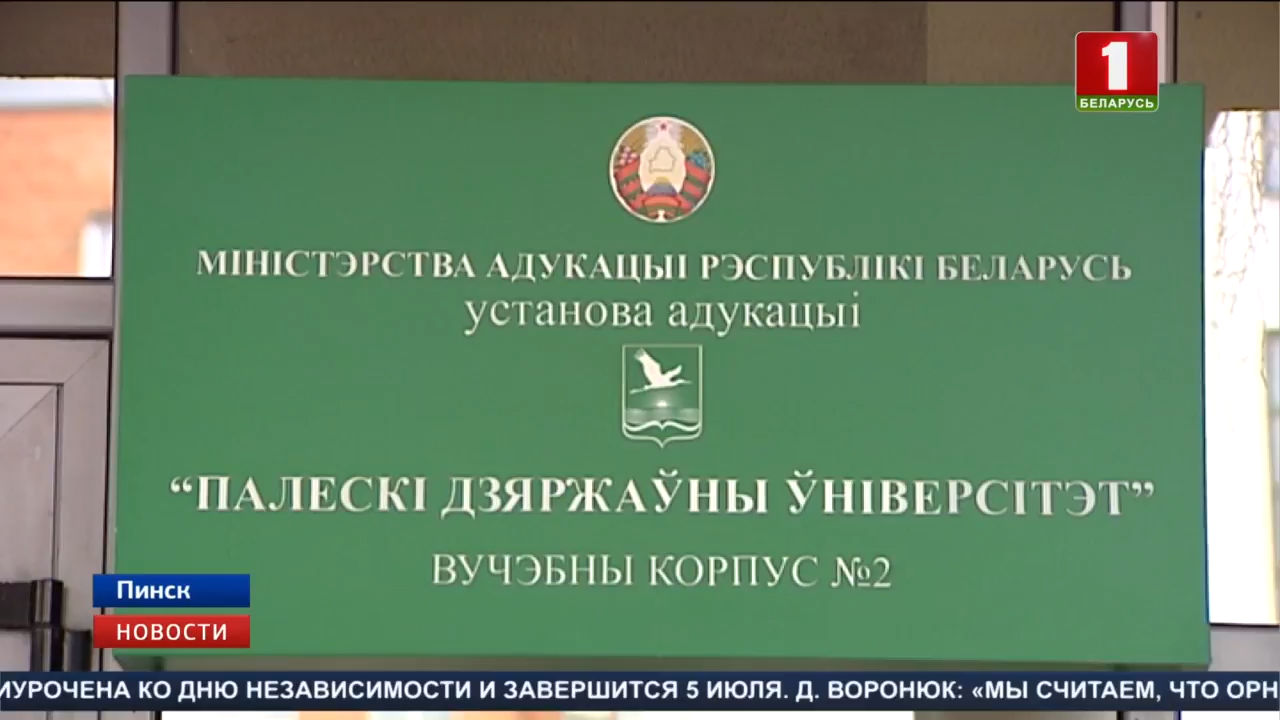 1
БЕЛАРУСЬ
МІНІСТЭРСТВА АДУКАЦЫІ РЭСПУБЛІКІ БЕЛАРУСЬ
установа адукацыі
“ПАЛЕСКІ ДЗЯРЖАЎНЫ ЎНІВЕРСІТЭТ”
ВУЧЭБНЫ КОРПУС №2
Пинск
НОВОСТИ
ИУРОЧЕНА КО ДНЮ НЕЗАВИСИМОСТИ И ЗАВЕРШИТСЯ 5 ИЮЛЯ. Д. ВОРОНЮК: «МЫ СЧИТАЕМ, ЧТО ОРН